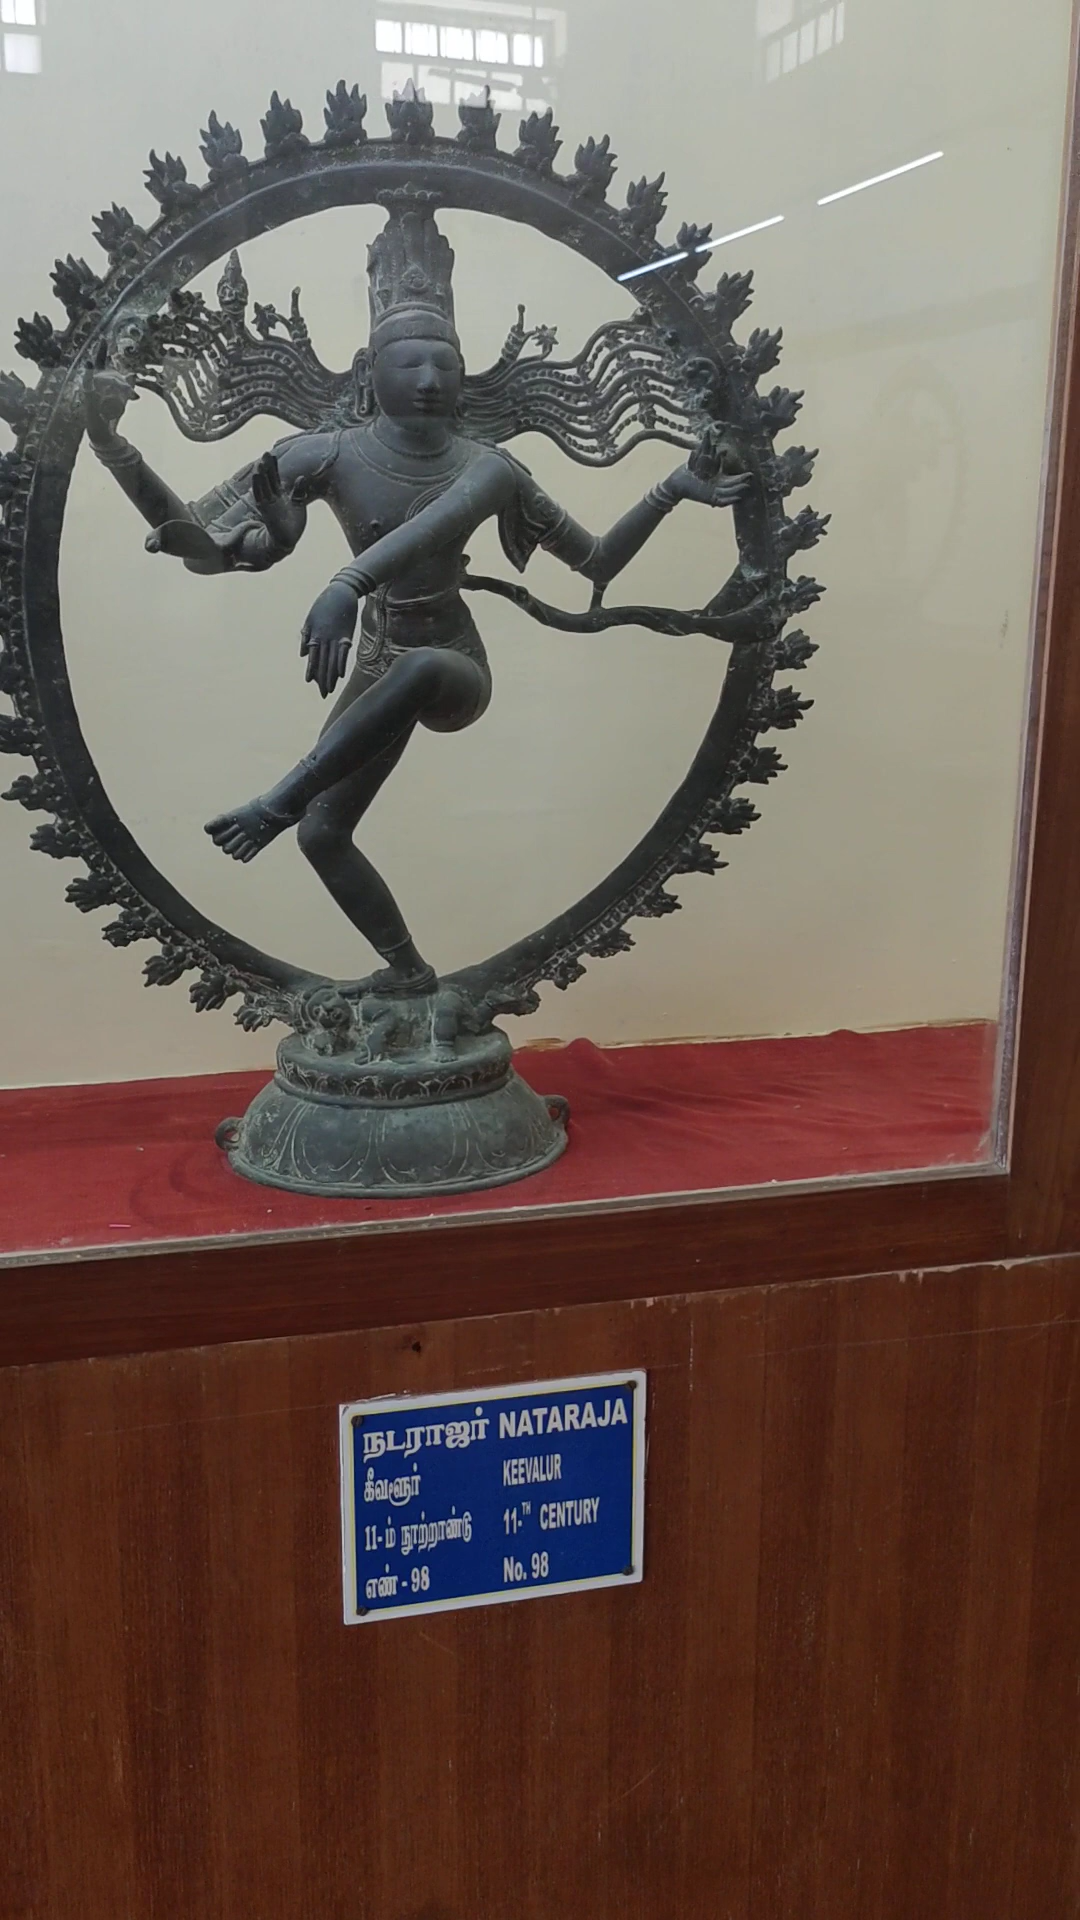 நடராஜர் NATARAJA
கீவளூர் KEEVALUR
11-ம் நூற்றாண்டு 11-TH CENTURY
எண் - 98 No. 98